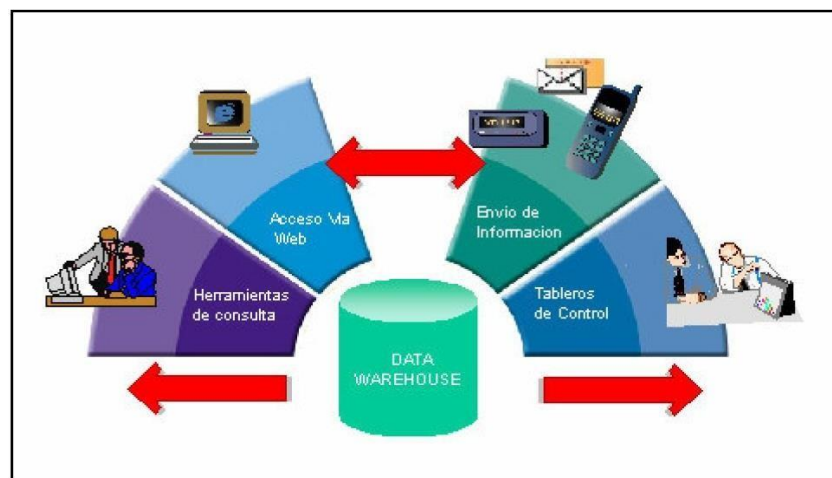 Acceso Via
Web
Envio de
Informacion
Herramientas
de consulta
Tableros
de Control
DATA
WAREHOUSE